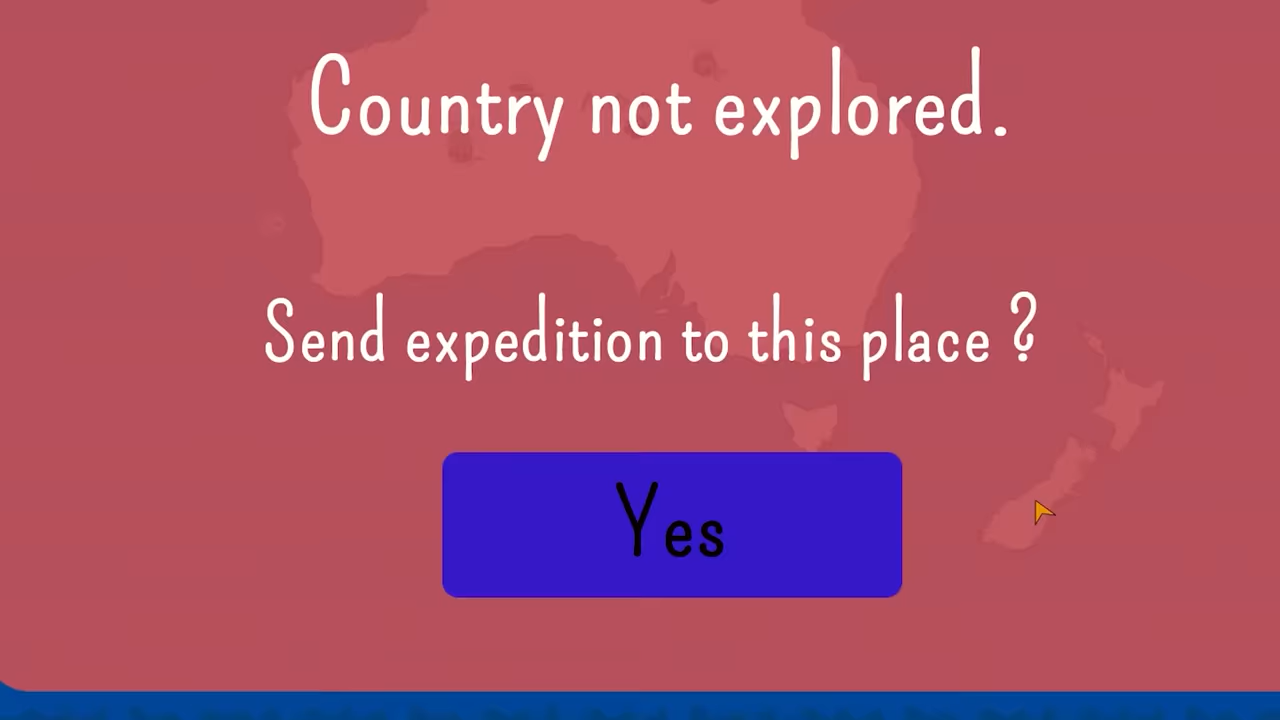 Country not explored.
Send expedition to this place ?
Yes